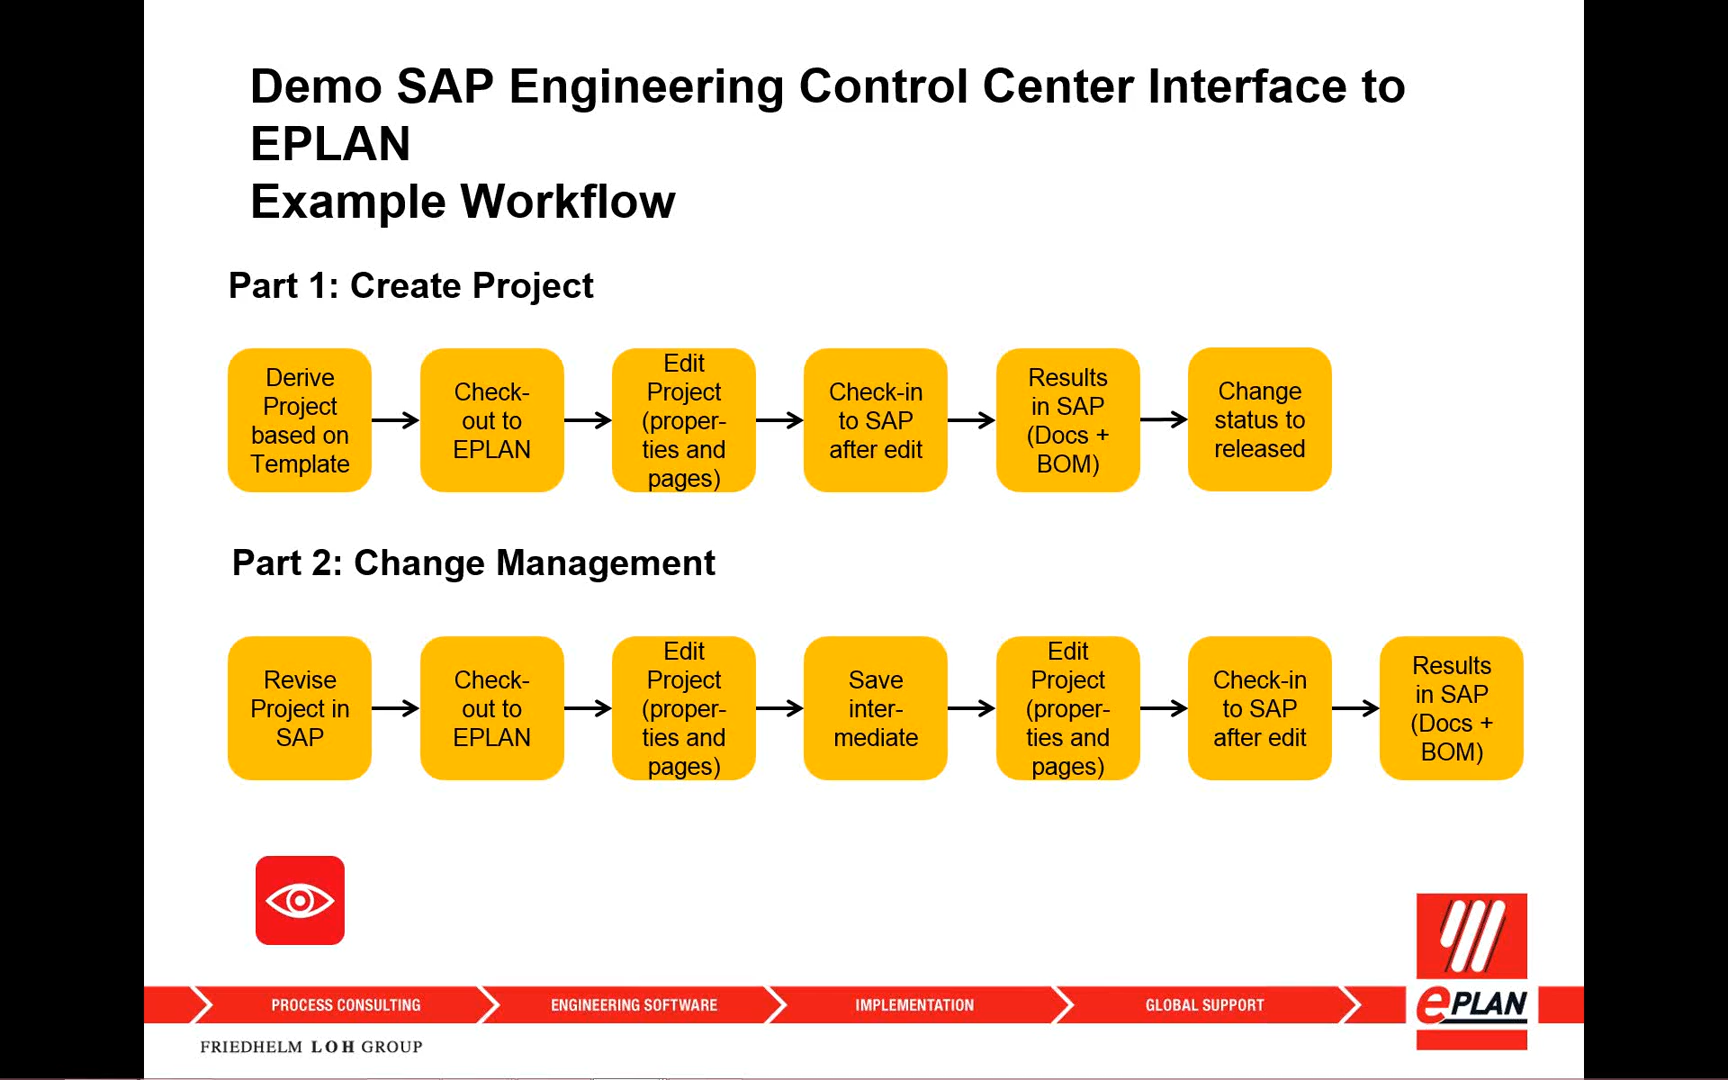 Demo SAP Engineering Control Center Interface to
EPLAN
Example Workflow
Part 1: Create Project
Derive
Project
based on
Template
Check-
out to
EPLAN
Edit
Project
(proper-
ties and
pages)
Check-in
to SAP
after edit
Results
in SAP
(Docs +
BOM)
Change
status to
released
Part 2: Change Management
Revise
Project in
SAP
Check-
out to
EPLAN
Edit
Project
(proper-
ties and
pages)
Save
inter-
mediate
Edit
Project
(proper-
ties and
pages)
Check-in
to SAP
after edit
Results
in SAP
(Docs +
BOM)
PROCESS CONSULTING
ENGINEERING SOFTWARE
IMPLEMENTATION
GLOBAL SUPPORT
ePLAN
FRIEDHELM LOH GROUP